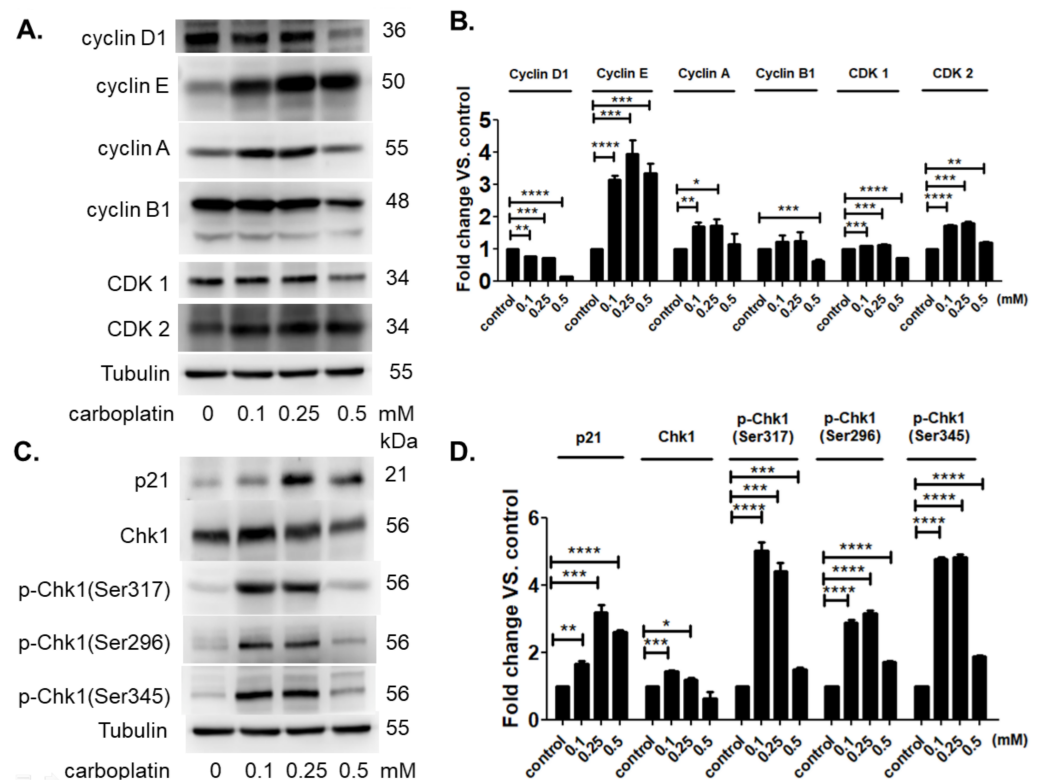 A.
cyclin D1 36
cyclin E 50
cyclin A 55
cyclin B1 48
CDK 1 34
CDK 2 34
Tubulin 55
carboplatin 0 0.1 0.25 0.5 mM
kDa
B.
Cyclin D1 Cyclin E Cyclin A Cyclin B1 CDK 1 CDK 2
Fold change VS. control
5
4
3
2
1
0
**** *** **
**** *** ***
** *
***
*** *** ****
**** *** **
control 0.1 0.25 0.5 control 0.1 0.25 0.5 control 0.1 0.25 0.5 control 0.1 0.25 0.5 control 0.1 0.25 0.5 control 0.1 0.25 0.5 (mM)
C.
p21 21
Chk1 56
p-Chk1(Ser317) 56
p-Chk1(Ser296) 56
p-Chk1(Ser345) 56
Tubulin 55
carboplatin 0 0.1 0.25 0.5 mM
D.
p21 Chk1 p-Chk1 (Ser317) p-Chk1 (Ser296) p-Chk1 (Ser345)
Fold change VS. control
6
4
2
0
** *** ****
*** *
**** *** ***
**** **** ****
**** **** ****
control 0.1 0.25 0.5 control 0.1 0.25 0.5 control 0.1 0.25 0.5 control 0.1 0.25 0.5 control 0.1 0.25 0.5 (mM)